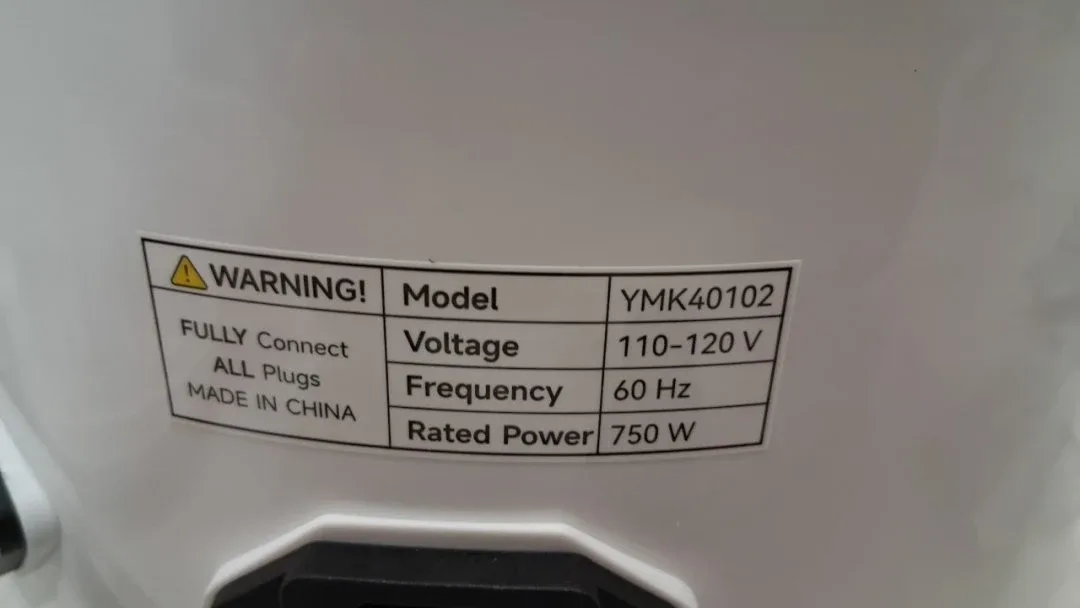 WARNING!
FULLY Connect
ALL Plugs
MADE IN CHINA
Model YMK40102
Voltage 110-120 V
Frequency 60 Hz
Rated Power 750 W